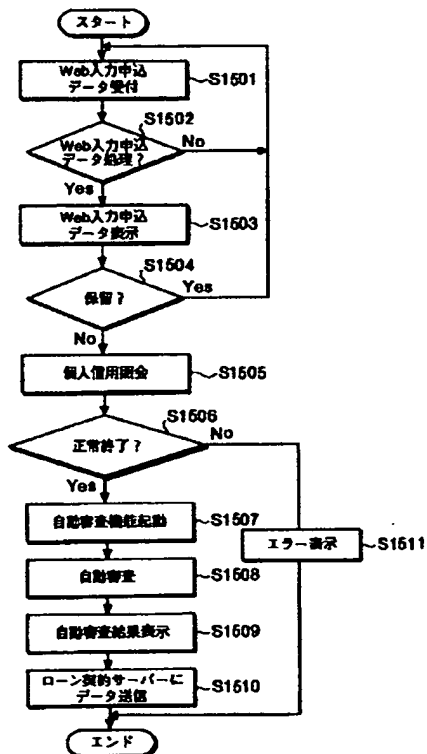 スタート
Web入力申込
データ受付
S1501
S1502
Web入力申込
データ処理？
No
Yes
Web入力申込
データ表示
S1503
S1504
保留？
Yes
No
個人信用照会
S1505
S1506
正常終了？
No
Yes
自動審査機能起動
S1507
エラー表示
S1511
自動審査
S1508
自動審査結果表示
S1509
ローン契約サーバーに
データ送信
S1510
エンド